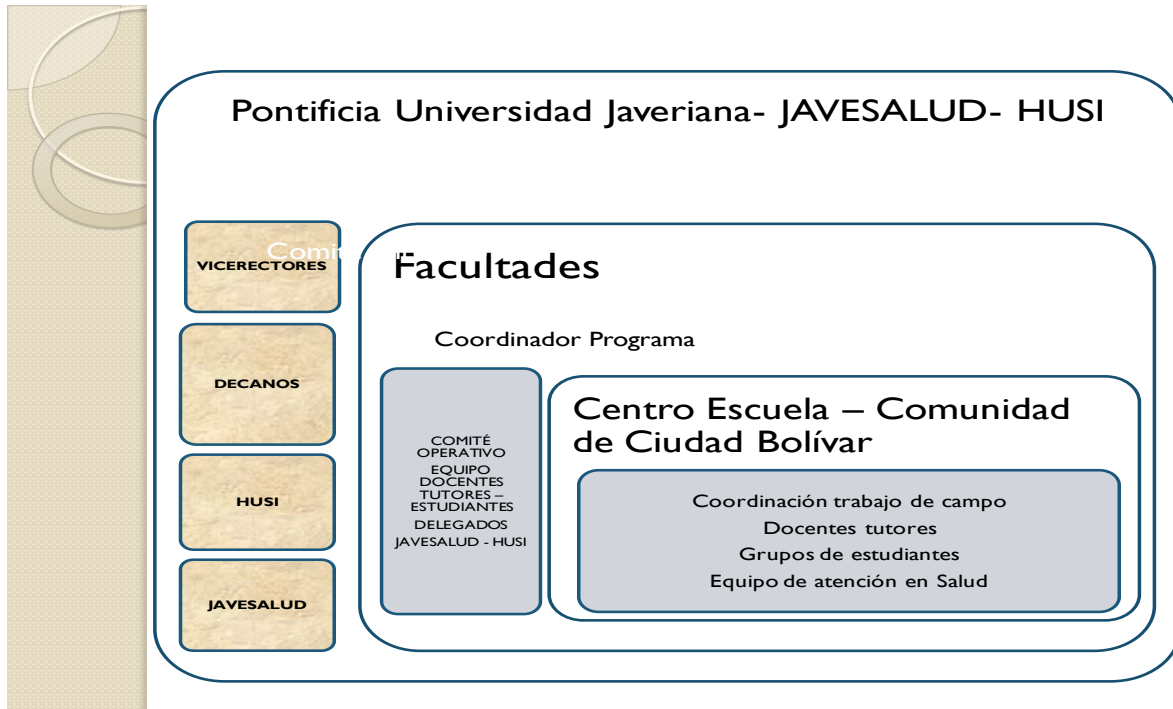 Pontificia Universidad Javeriana- JAVESALUD- HUSI
VICERECTORES
DECANOS
HUSI
JAVESALUD
Facultades
Coordinador Programa
COMITÉ
OPERATIVO
EQUIPO
DOCENTES
TUTORES –
ESTUDIANTES
DELEGADOS
JAVESALUD - HUSI
Centro Escuela – Comunidad
de Ciudad Bolívar
Coordinación trabajo de campo
Docentes tutores
Grupos de estudiantes
Equipo de atención en Salud